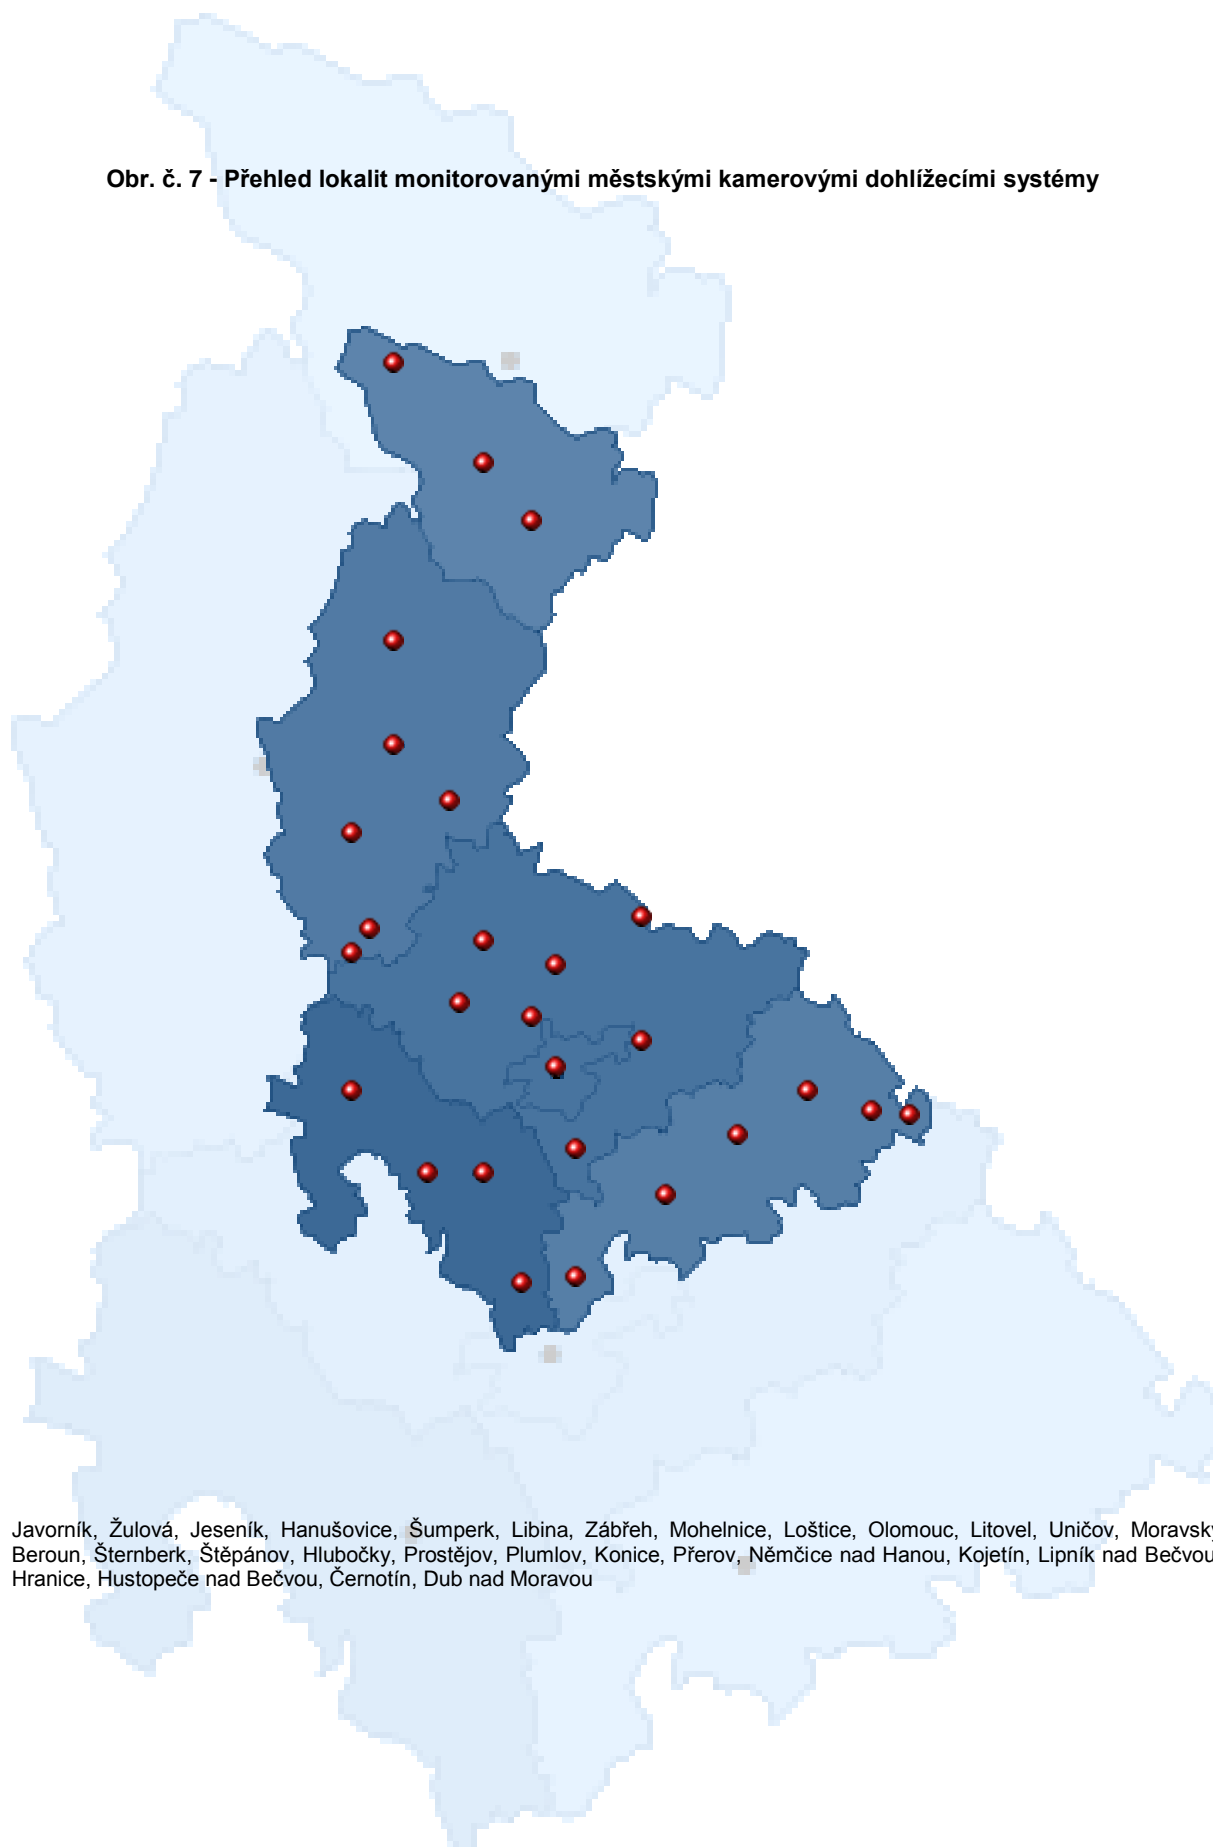 Obr. č. 7 - Přehled lokalit monitorovanými městskými kamerovými dohlížecími systémy
Javorník, Žulová, Jeseník, Hanušovice, Šumperk, Libina, Zábřeh, Mohelnice, Loštice, Olomouc, Litovel, Uničov, Moravský
Beroun, Šternberk, Štěpánov, Hlubočky, Prostějov, Plumlov, Konice, Přerov, Němčice nad Hanou, Kojetín, Lipník nad Bečvou
Hranice, Hustopeče nad Bečvou, Černotín, Dub nad Moravou